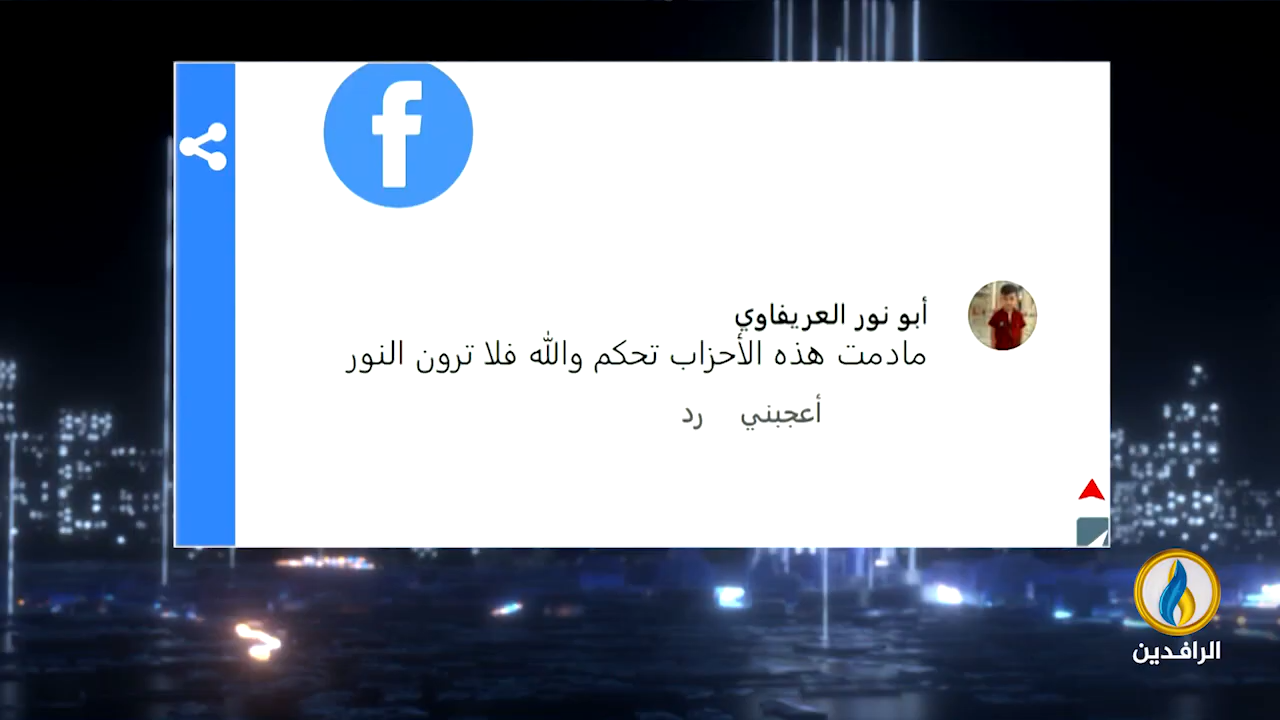 أبو نور العريفاوي
مادمت هذه الأحزاب تحكم والله فلا ترون النور
أعجبني رد
الرافدين